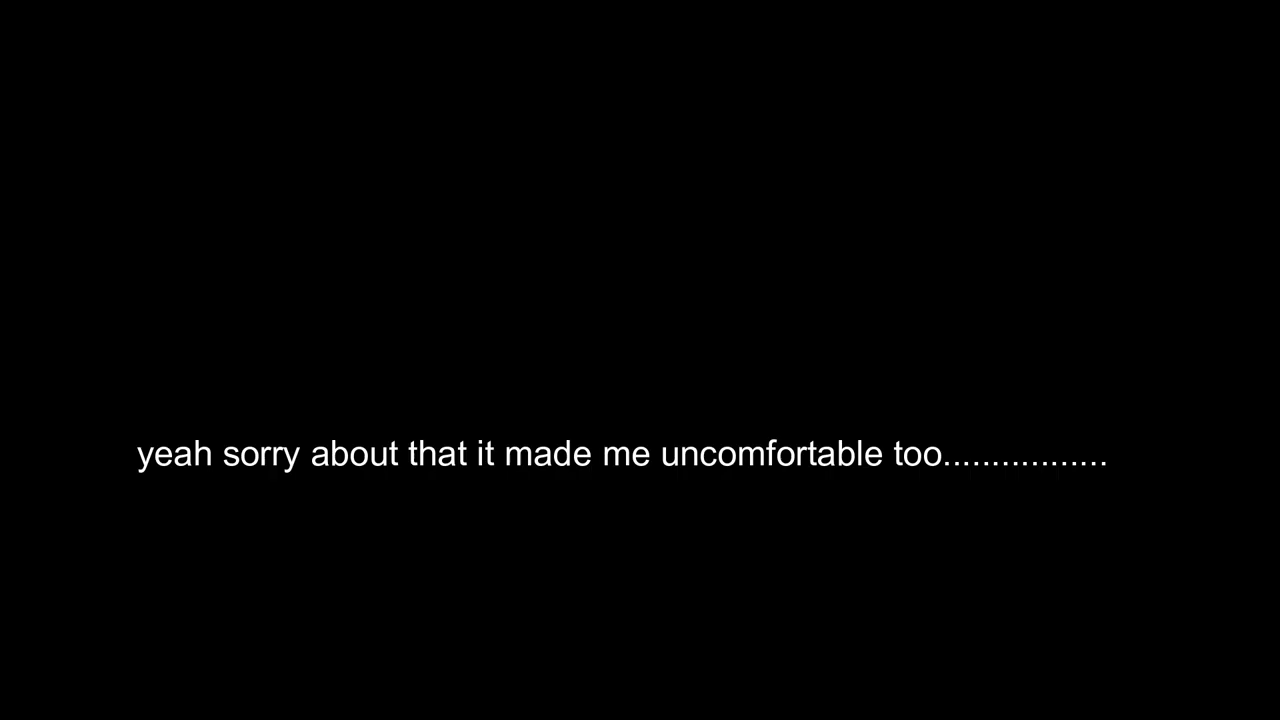 yeah sorry about that it made me uncomfortable too.................